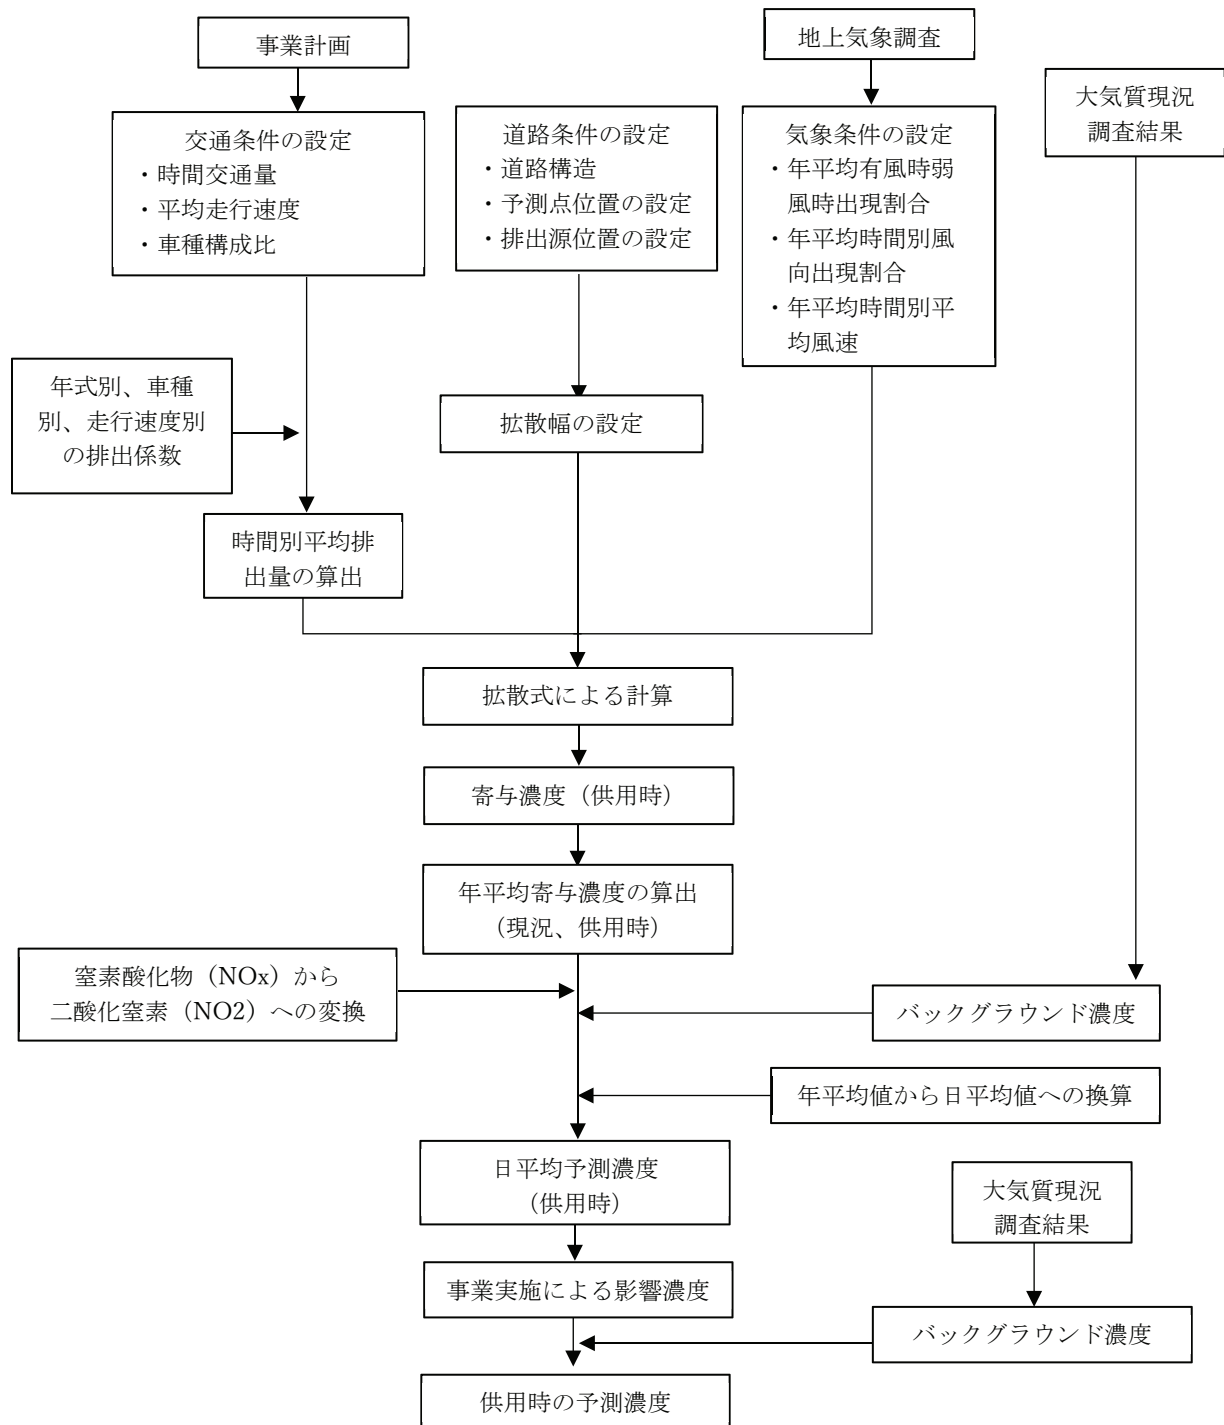 事業計画
地上気象調査
大気質現況
調査結果
交通条件の設定
・時間交通量
・平均走行速度
・車種構成比
道路条件の設定
・道路構造
・予測点位置の設定
・排出源位置の設定
気象条件の設定
・年平均有風時弱
風時出現割合
・年平均時間別風
向出現割合
・年平均時間別平
均風速
年式別、車種
別、走行速度別
の排出係数
拡散幅の設定
時間別平均排
出量の算出
拡散式による計算
寄与濃度（供用時）
年平均寄与濃度の算出
（現況、供用時）
窒素酸化物（NOx）から
二酸化窒素（NO2）への変換
バックグラウンド濃度
年平均値から日平均値への換算
日平均予測濃度
（供用時）
大気質現況
調査結果
事業実施による影響濃度
バックグラウンド濃度
供用時の予測濃度